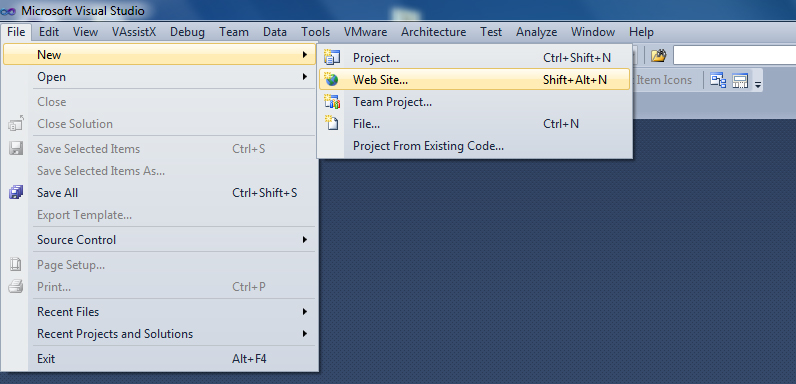 Microsoft Visual Studio
File Edit View VAssistX Debug Team Data Tools VMware Architecture Test Analyze Window Help
New
Open
Close
Close Solution
Save Selected Items Ctrl+S
Save Selected Items As...
Save All Ctrl+Shift+S
Export Template...
Source Control
Page Setup...
Print... Ctrl+P
Recent Files
Recent Projects and Solutions
Exit Alt+F4
Project... Ctrl+Shift+N
Web Site... Shift+Alt+N
Team Project...
File... Ctrl+N
Project From Existing Code...
Item Icons